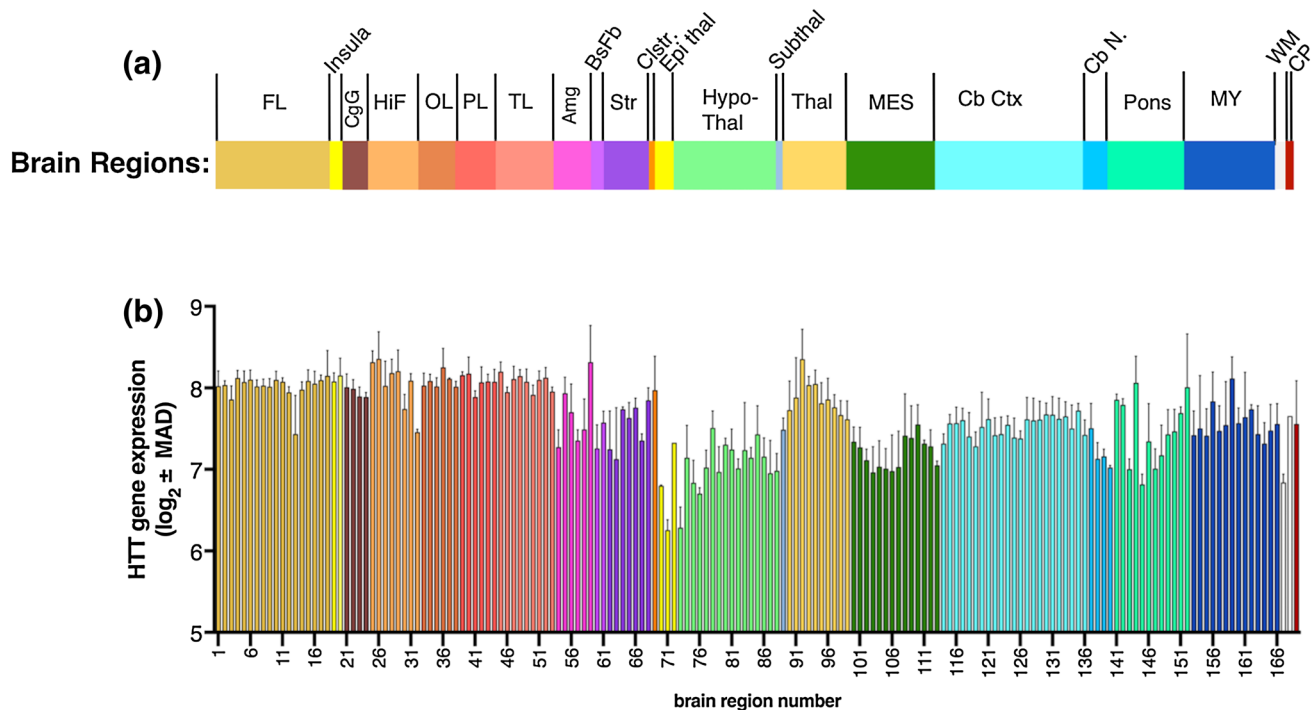 (a)
Insula
BsFb
Clstr.
Epi thal
Subthal
Cb N.
WM
CP
FL
CgG
HiF
OL
PL
TL
Amg
Str
Hypo-
Thal
Thal
MES
Cb Ctx
Pons
MY
Brain Regions:
(b)
HTT gene expression
(log2 ± MAD)
9
8
7
6
5
1 6 11 16 21 26 31 36 41 46 51 56 61 66 71 76 81 86 91 96 101 106 111 116 121 126 131 136 141 146 151 156 161 166
brain region number